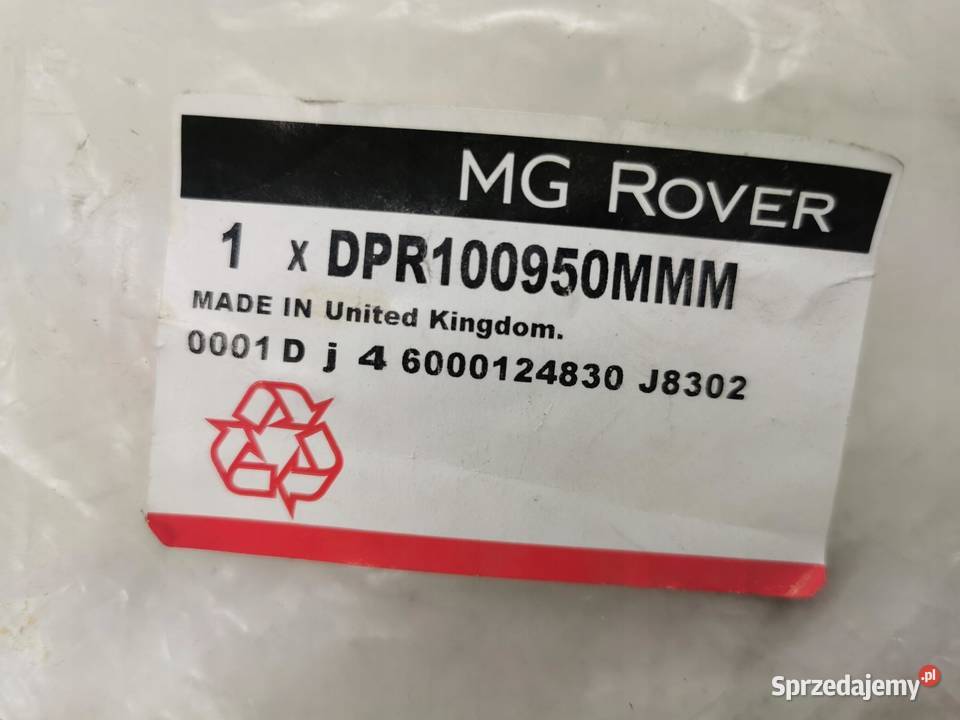 MG ROVER
1 x DPR100950MMM
MADE IN United Kingdom.
0001 D j 4 6000124830 J8302
Sprzedajemy.pl